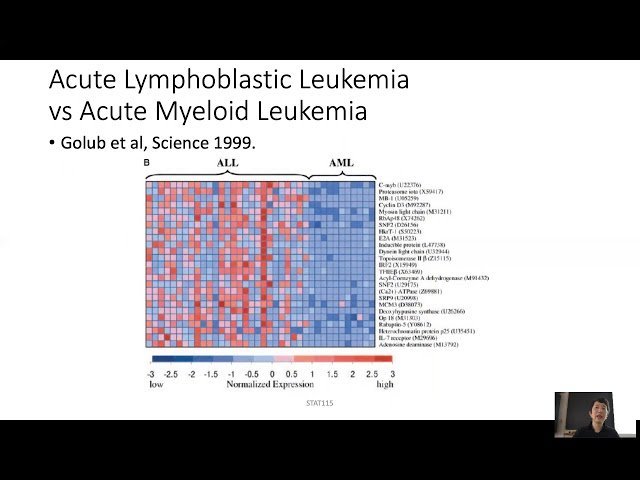 Acute Lymphoblastic Leukemia
vs Acute Myeloid Leukemia
• Golub et al, Science 1999.
B ALL AML
C-myb (U22376)
Proteasome iota (X59417)
MB-1 (U05259)
Cyclin D3 (M92287)
Myosin light chain (M31211)
RbAp48 (X74262)
SNF2 (D26156)
HkrT-1 (S50223)
E2A (M31523)
Inducible protein (L47738)
Dynein light chain (U32944)
Topoisomerase II β (Z15115)
IRF2 (X15949)
TFIIEβ (X63469)
Acyl-Coenzyme A dehydrogenase (M91432)
SNF2 (U29175)
(Ca2+)-ATPase (Z69881)
SRP9 (U20998)
MCM3 (D38073)
Deoxyhypusine synthase (U26266)
Op-18 (M31303)
Rabaptin-5 (Y08612)
Heterochromatin protein p25 (U35451)
IL-7 receptor (M29696)
Adenosine deaminase (M13792)
-3 -2.5 -2 -1.5 -1 -0.5 0 0.5 1 1.5 2 2.5 3
low Normalized Expression high
STAT115